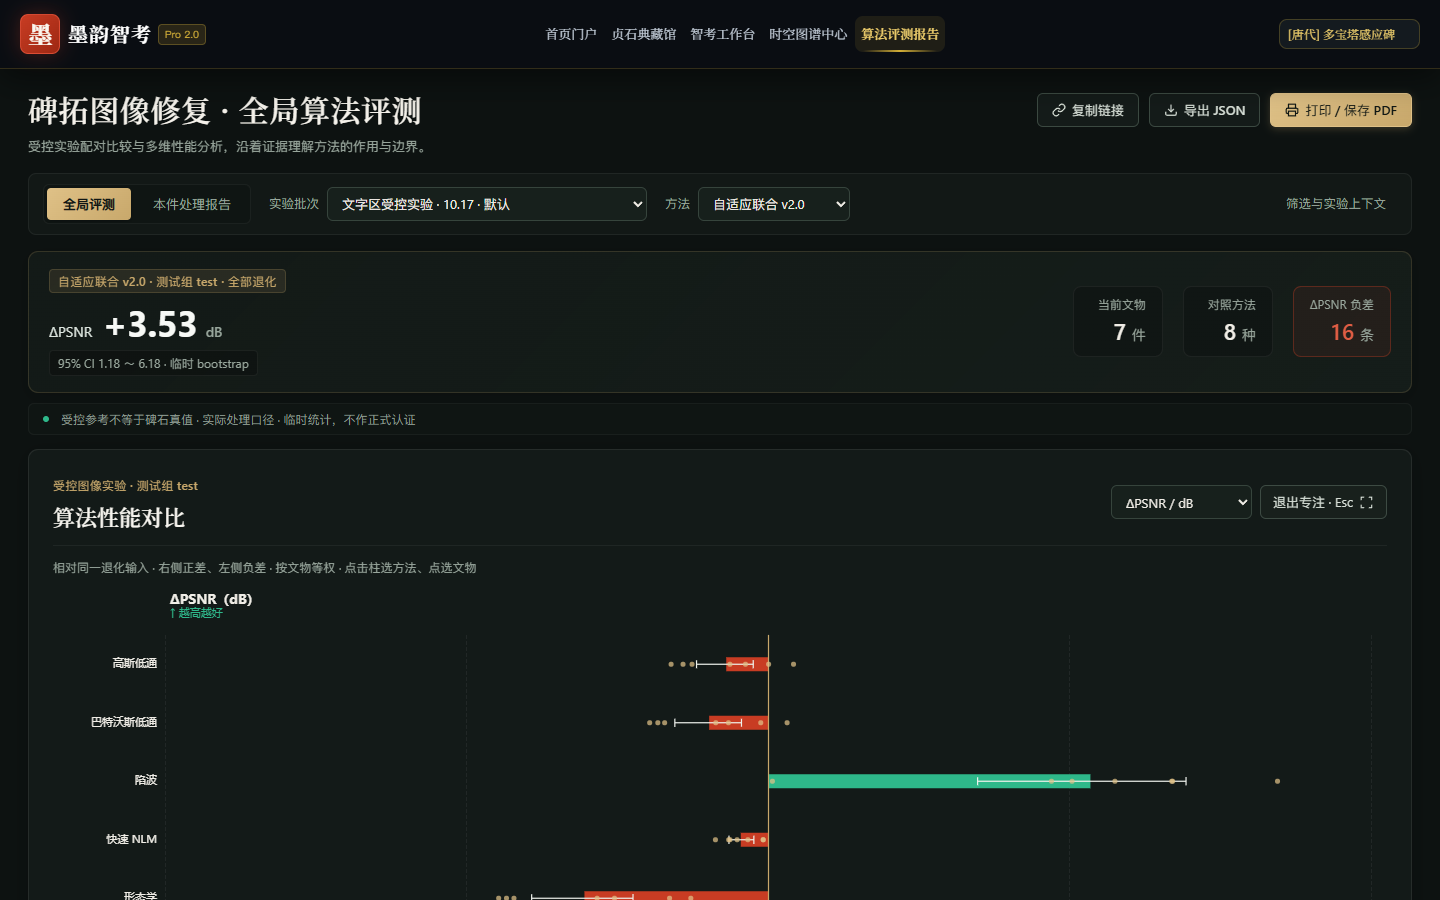 墨 墨韵智考 Pro 2.0
首页门户 贞石典藏馆 智考工作台 时空图谱中心 算法评测报告
[唐代] 多宝塔感应碑
碑拓图像修复 · 全局算法评测
复制链接 导出 JSON 打印 / 保存 PDF
受控实验配对比较与多维性能分析，沿着证据理解方法的作用与边界。
全局评测 本件处理报告 实验批次 文字区受控实验 · 10.17 · 默认 方法 自适应联合 v2.0 筛选与实验上下文
自适应联合 v2.0 · 测试组 test · 全部退化
ΔPSNR +3.53 dB
95% CI 1.18 ～ 6.18 · 临时 bootstrap
当前文物
7 件
对照方法
8 种
ΔPSNR 负差
16 条
受控参考不等于碑石真值 · 实际处理口径 · 临时统计，不作正式认证
受控图像实验 · 测试组 test
算法性能对比
ΔPSNR / dB 退出专注 · Esc
相对同一退化输入 · 右侧正差、左侧负差 · 按文物等权 · 点击柱选方法、点选文物
ΔPSNR (dB)
↑ 越高越好
高斯低通
巴特沃斯低通
陷波
快速 NLM
形态学